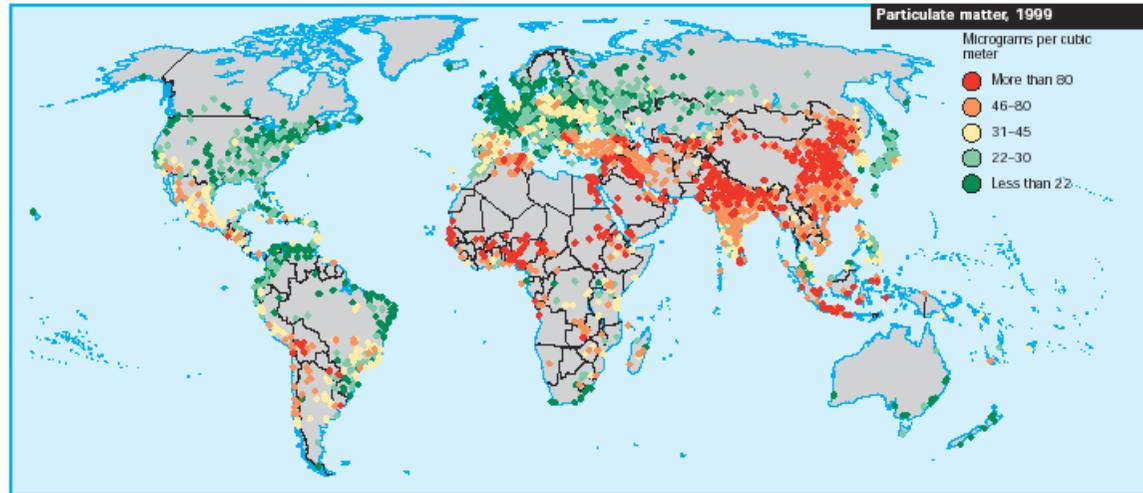 Particulate matter, 1999
Micrograms per cubic
meter
More than 80
46–80
31–45
22–30
Less than 22